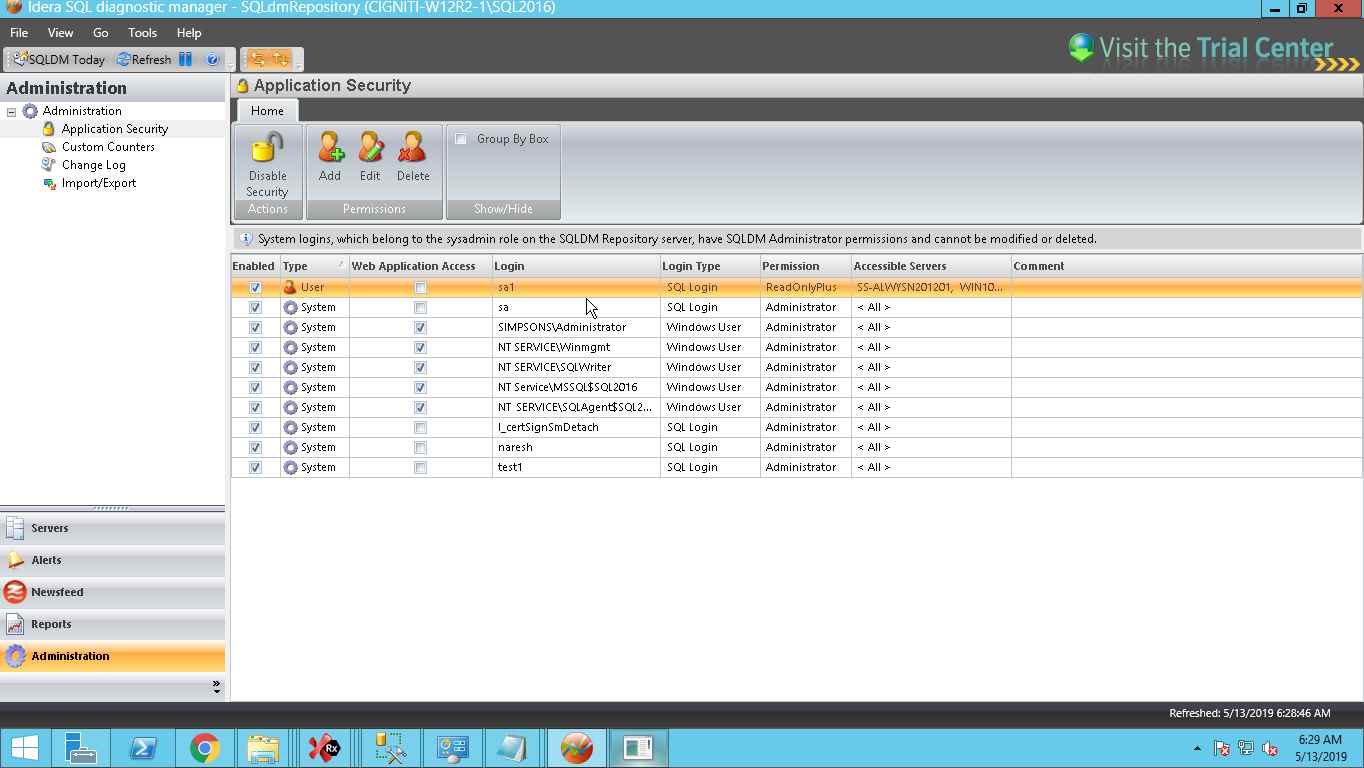 Idera SQL diagnostic manager - SQLdmRepository (CIGNITI-W12R2-1\SQL2016)
File View Go Tools Help
SQLDM Today Refresh
Visit the Trial Center
Administration
Administration
Application Security
Custom Counters
Change Log
Import/Export
Application Security
Home
Disable Security
Add Edit Delete
Group By Box
Actions Permissions Show/Hide
System logins, which belong to the sysadmin role on the SQLDM Repository server, have SQLDM Administrator permissions and cannot be modified or deleted.
Enabled Type Web Application Access Login Login Type Permission Accessible Servers Comment
User sa1 SQL Login ReadOnlyPlus SS-ALWYSN201201, WIN10...
System sa SQL Login Administrator < All >
System SIMPSONS\Administrator Windows User Administrator < All >
System NT SERVICE\Winmgmt Windows User Administrator < All >
System NT SERVICE\SQLWriter Windows User Administrator < All >
System NT Service\MSSQL$SQL2016 Windows User Administrator < All >
System NT SERVICE\SQLAgent$SQL2... Windows User Administrator < All >
System l_certSignSmDetach SQL Login Administrator < All >
System naresh SQL Login Administrator < All >
System test1 SQL Login Administrator < All >
Servers
Alerts
Newsfeed
Reports
Administration
Refreshed: 5/13/2019 6:28:46 AM
Rx
6:29 AM
5/13/2019